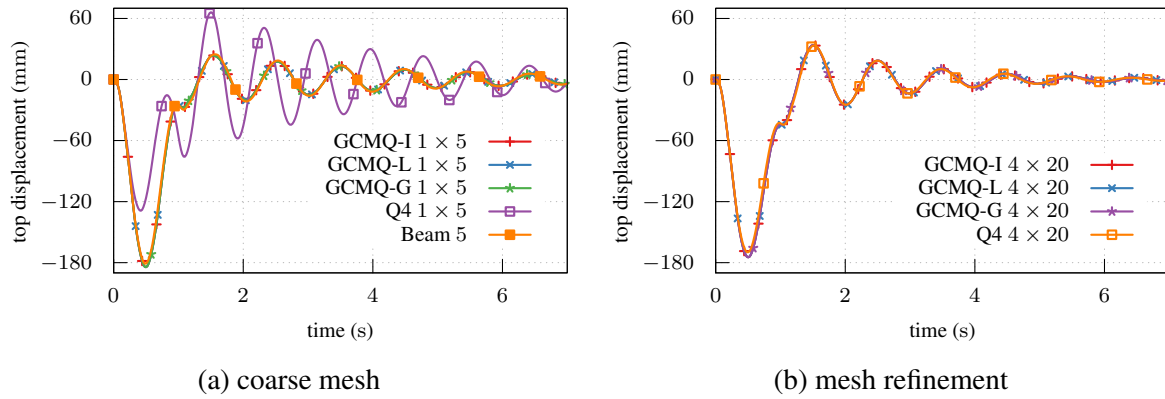 60
0
−60
−120
−180
top displacement (mm)
GCMQ-I 1 × 5
GCMQ-L 1 × 5
GCMQ-G 1 × 5
Q4 1 × 5
Beam 5
0 2 4 6
time (s)
(a) coarse mesh
60
0
−60
−120
−180
top displacement (mm)
GCMQ-I 4 × 20
GCMQ-L 4 × 20
GCMQ-G 4 × 20
Q4 4 × 20
0 2 4 6
time (s)
(b) mesh refinement